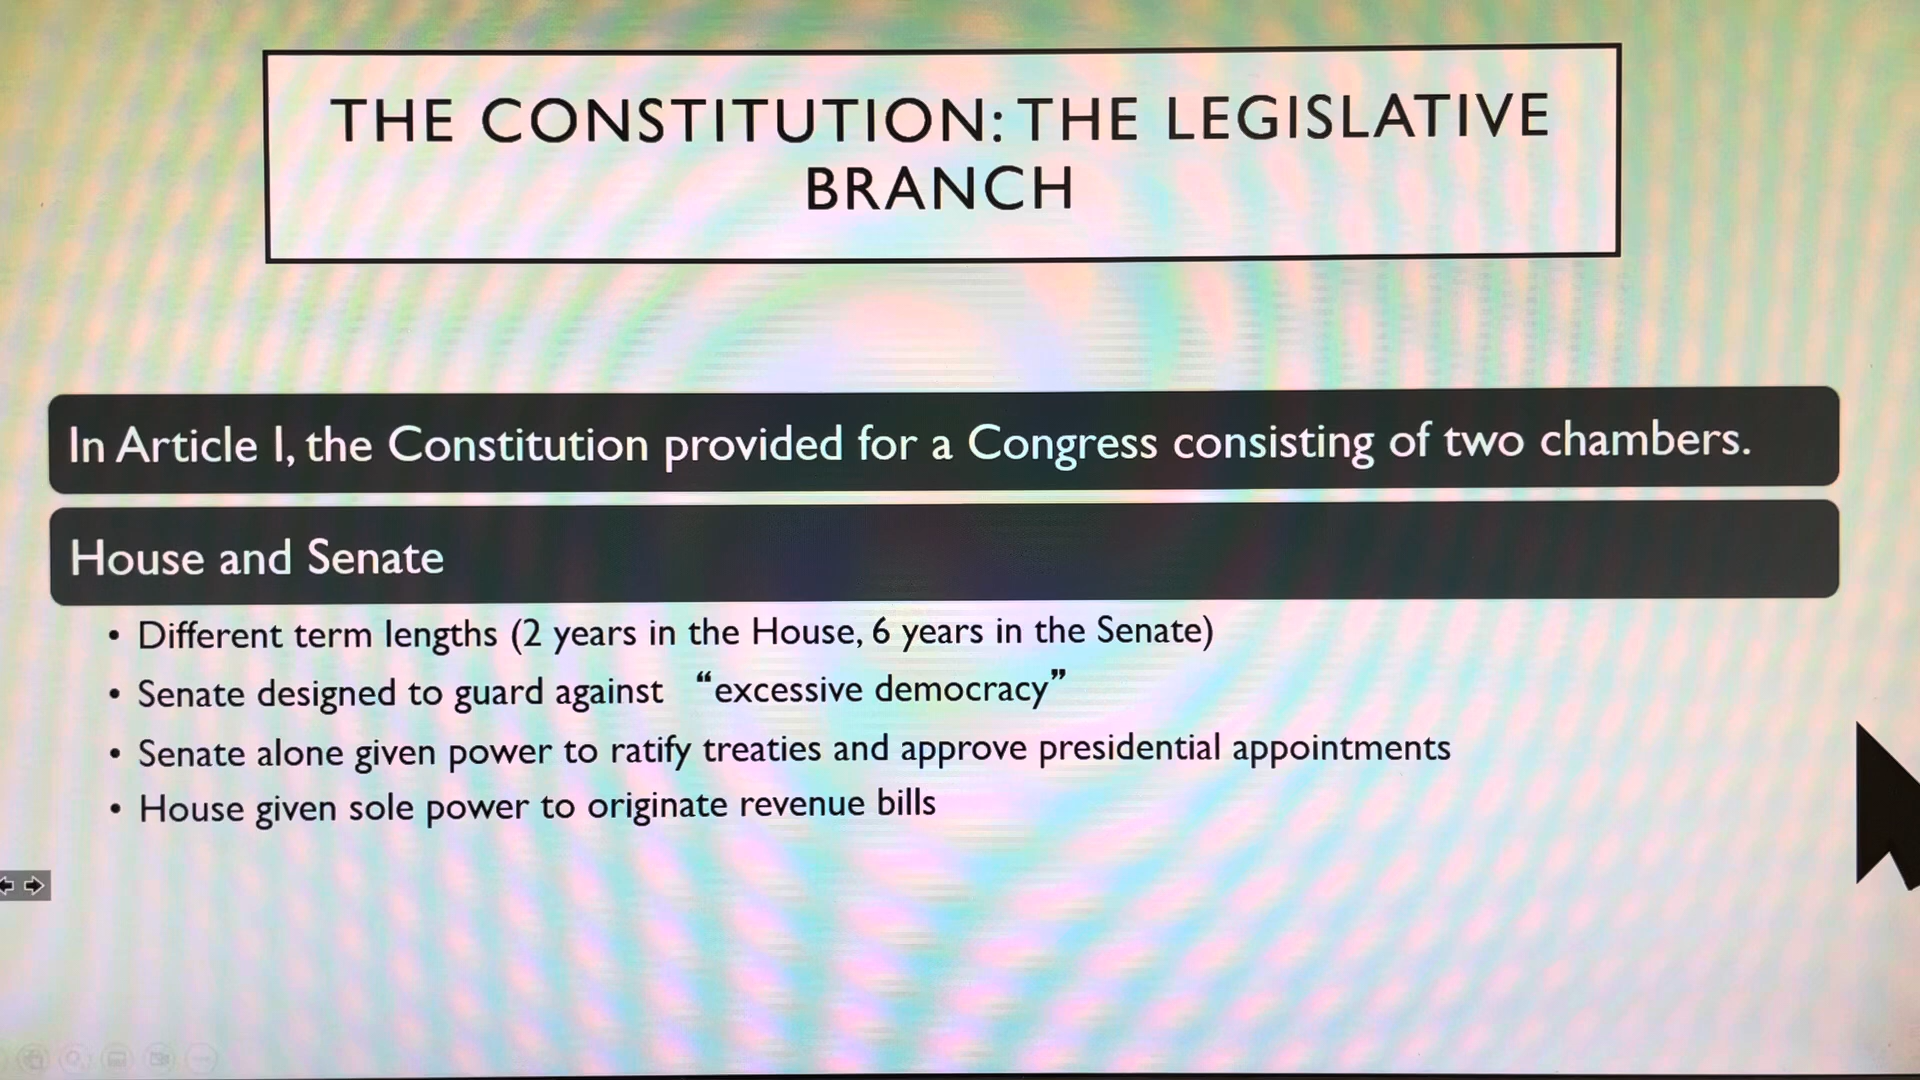 THE CONSTITUTION: THE LEGISLATIVE
BRANCH
In Article I, the Constitution provided for a Congress consisting of two chambers.
House and Senate
• Different term lengths (2 years in the House, 6 years in the Senate)
• Senate designed to guard against “excessive democracy”
• Senate alone given power to ratify treaties and approve presidential appointments
• House given sole power to originate revenue bills